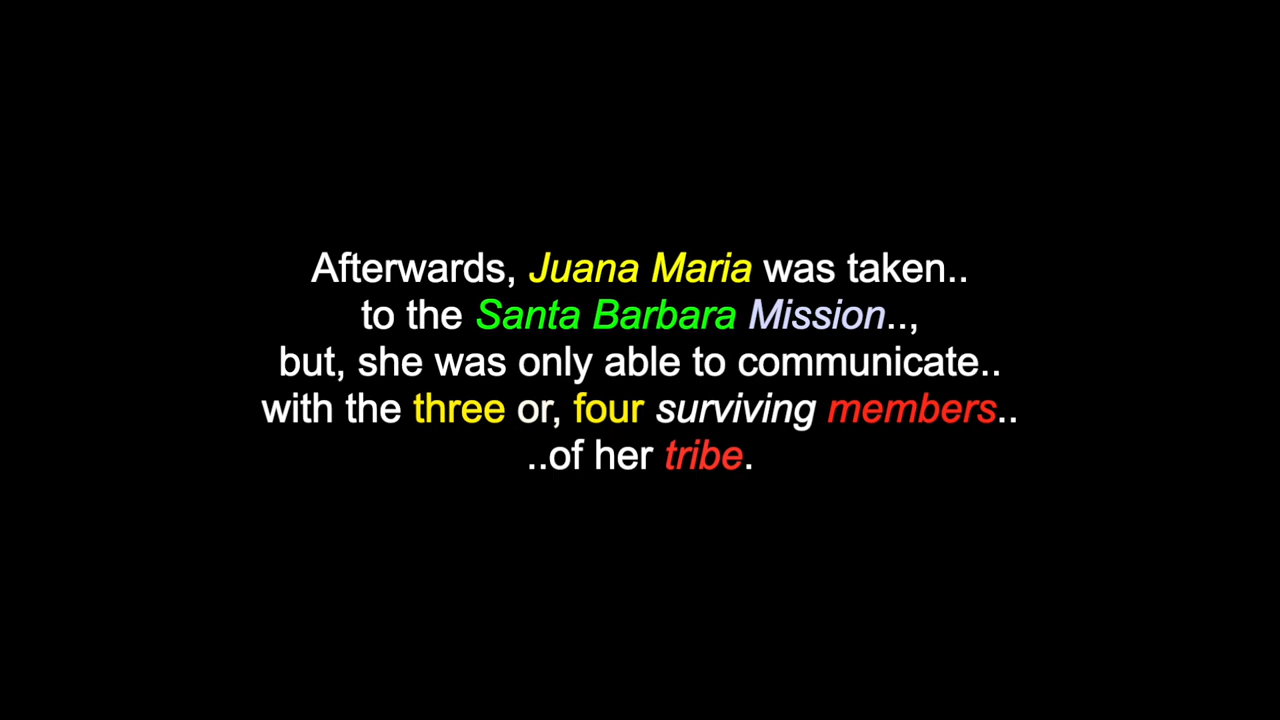 Afterwards, Juana Maria was taken..
to the Santa Barbara Mission..,
but, she was only able to communicate..
with the three or, four surviving members..
..of her tribe.